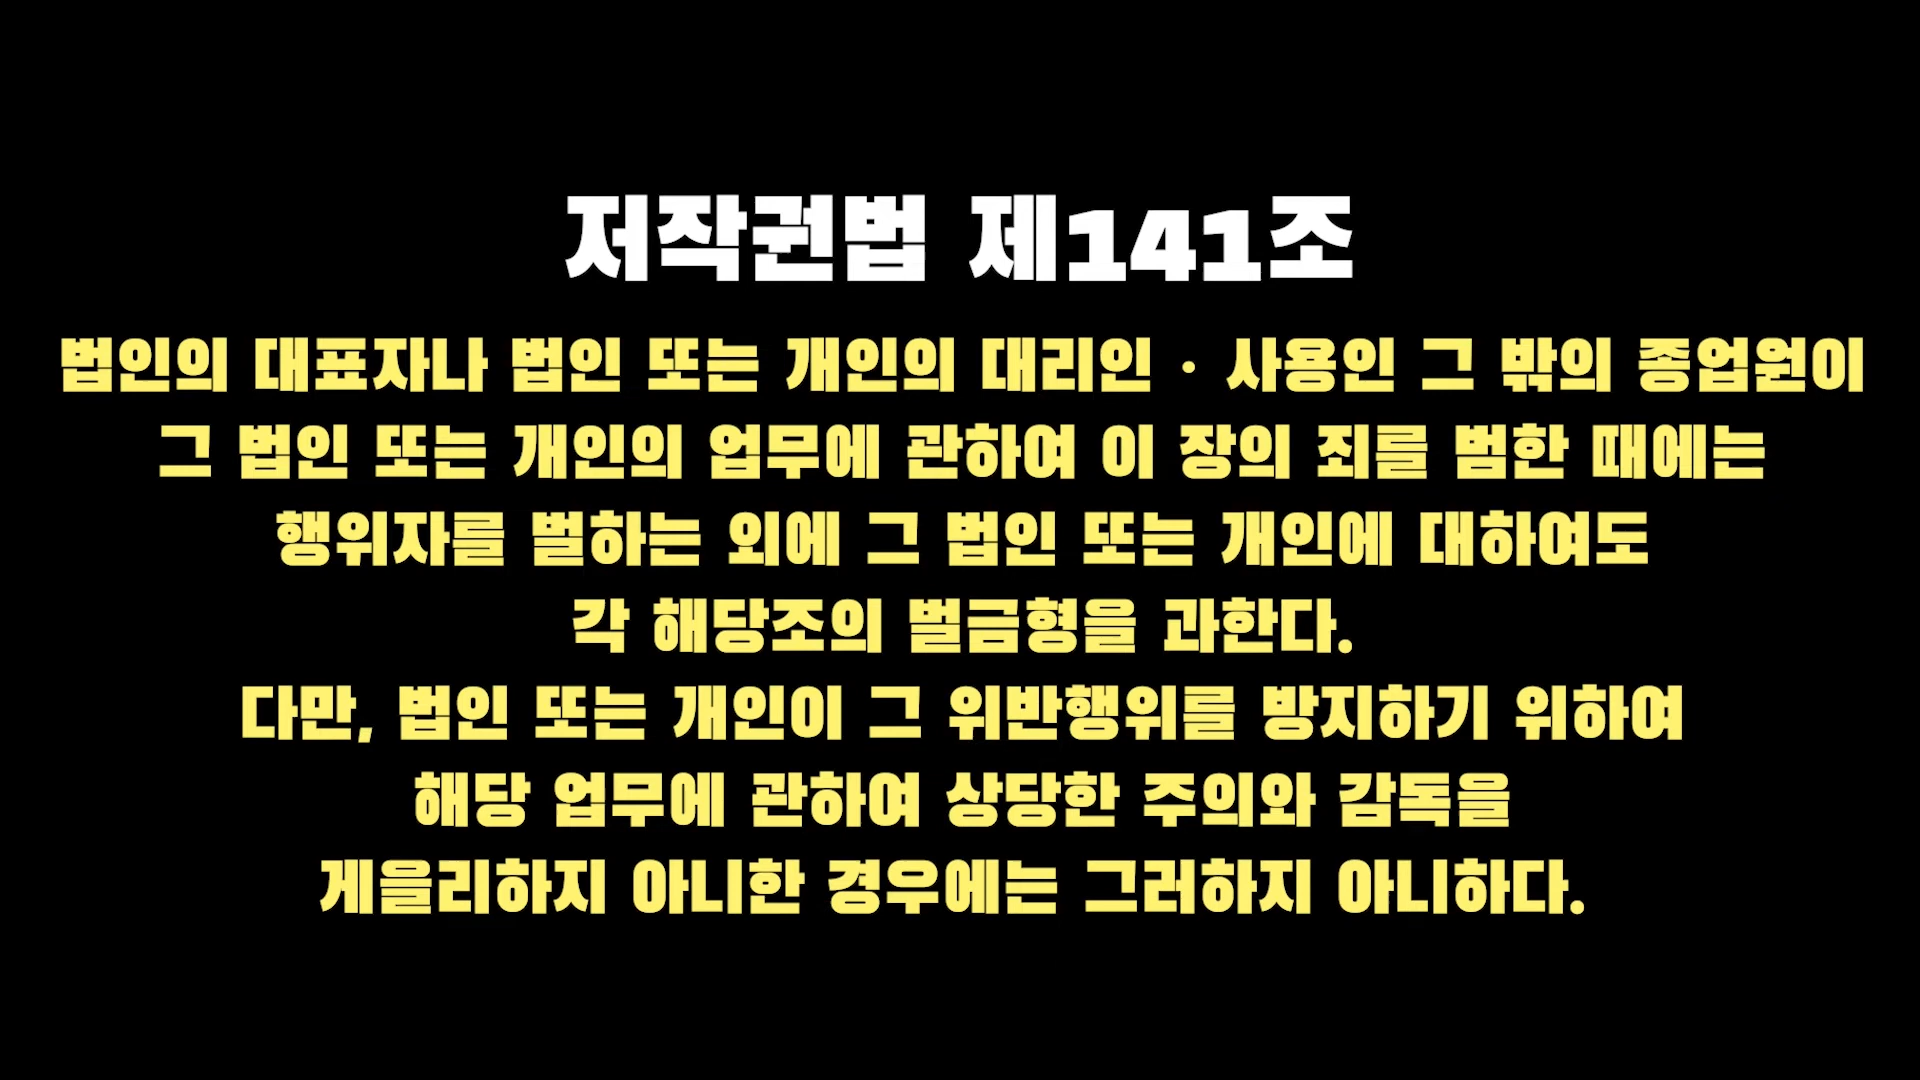 저작권법 제141조
법인의 대표자나 법인 또는 개인의 대리인 · 사용인 그 밖의 종업원이
그 법인 또는 개인의 업무에 관하여 이 장의 죄를 범한 때에는
행위자를 벌하는 외에 그 법인 또는 개인에 대하여도
각 해당조의 벌금형을 과한다.
다만, 법인 또는 개인이 그 위반행위를 방지하기 위하여
해당 업무에 관하여 상당한 주의와 감독을
게을리하지 아니한 경우에는 그러하지 아니하다.